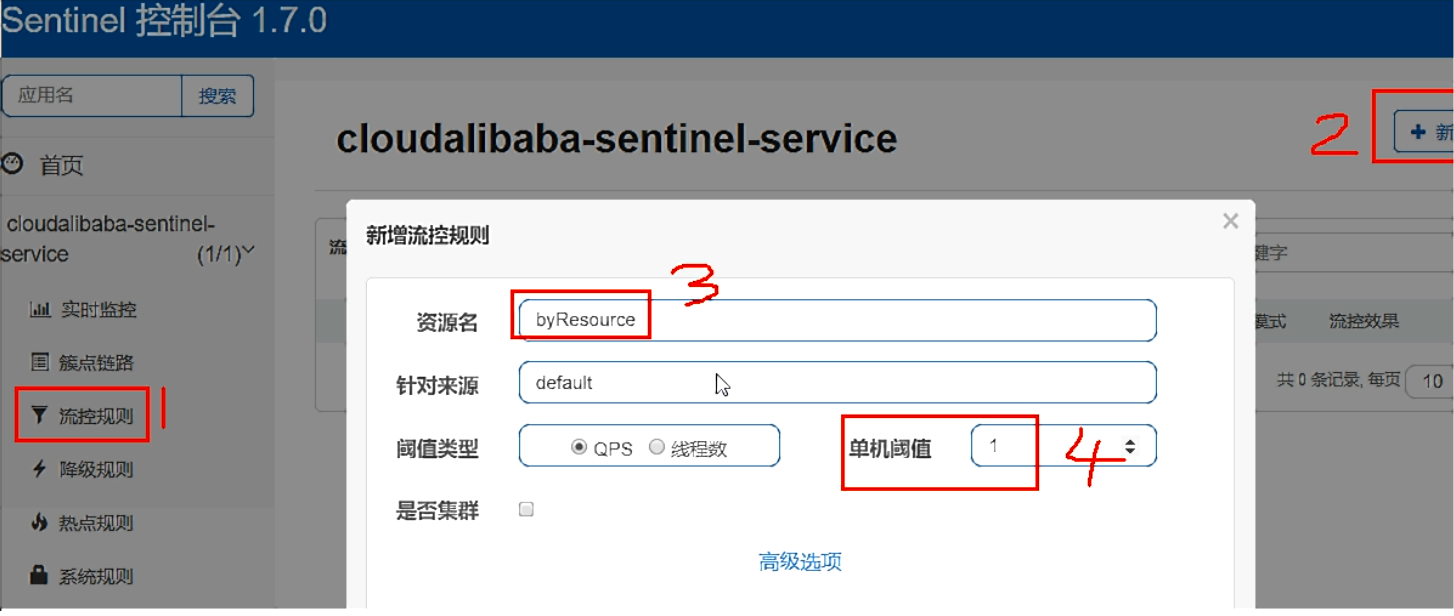 Sentinel 控制台 1.7.0
应用名 搜索
首页
cloudalibaba-sentinel-service (1/1)
实时监控
簇点链路
流控规则 1
降级规则
热点规则
系统规则
cloudalibaba-sentinel-service
2 新
流
新增流控规则
键字
3
资源名 byResource
模式 流控效果
针对来源 default
共 0 条记录, 每页 10
阈值类型 QPS 线程数 单机阈值 1 4
是否集群
高级选项